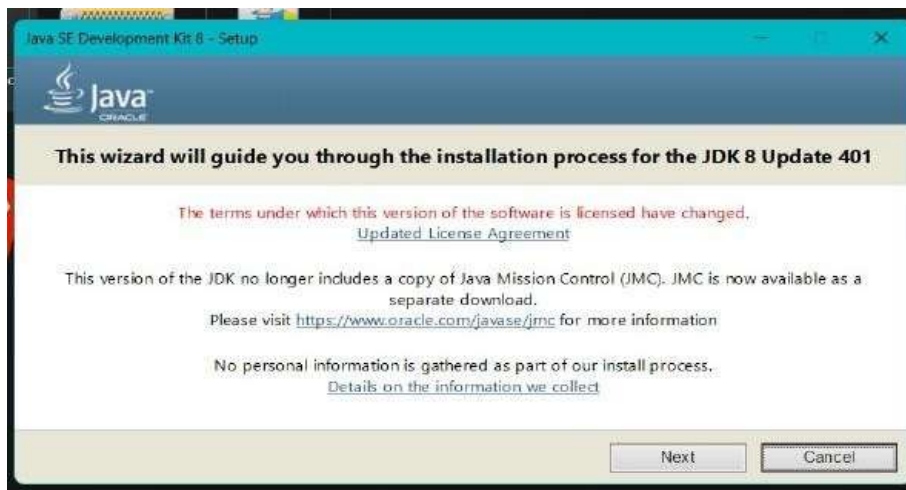 Java SE Development Kit 8 - Setup
Java
ORACLE
This wizard will guide you through the installation process for the JDK 8 Update 401
The terms under which this version of the software is licensed have changed.
Updated License Agreement
This version of the JDK no longer includes a copy of Java Mission Control (JMC). JMC is now available as a
separate download.
Please visit https://www.oracle.com/javase/jmc for more information
No personal information is gathered as part of our install process.
Details on the information we collect
Next
Cancel